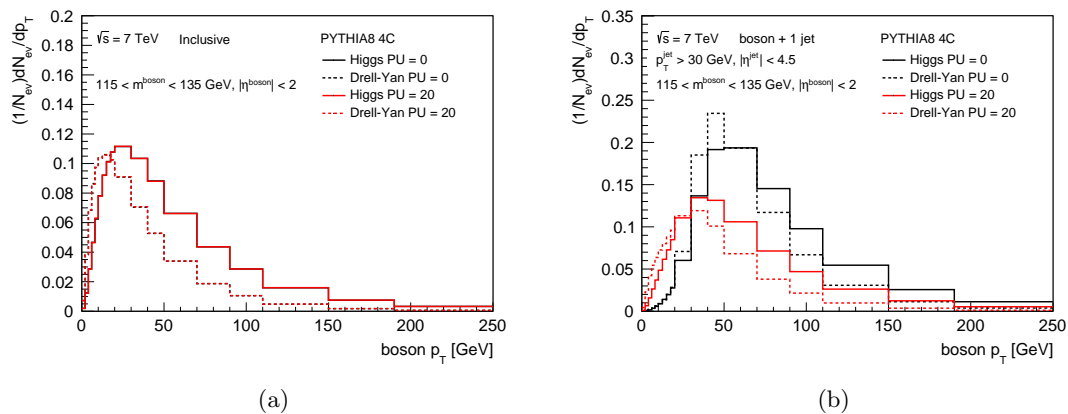 (1/N_ev)dN_ev/dp_T
0.2
0.18
0.16
0.14
0.12
0.1
0.08
0.06
0.04
0.02
0
√s = 7 TeV Inclusive
115 < m^boson < 135 GeV, |η^boson| < 2
PYTHIA8 4C
Higgs PU = 0
Drell-Yan PU = 0
Higgs PU = 20
Drell-Yan PU = 20
0 50 100 150 200 250
boson p_T [GeV]
(a)
(1/N_ev)dN_ev/dp_T
0.35
0.3
0.25
0.2
0.15
0.1
0.05
0
√s = 7 TeV boson + 1 jet
p_T^jet > 30 GeV, |η^jet| < 4.5
115 < m^boson < 135 GeV, |η^boson| < 2
PYTHIA8 4C
Higgs PU = 0
Drell-Yan PU = 0
Higgs PU = 20
Drell-Yan PU = 20
0 50 100 150 200 250
boson p_T [GeV]
(b)